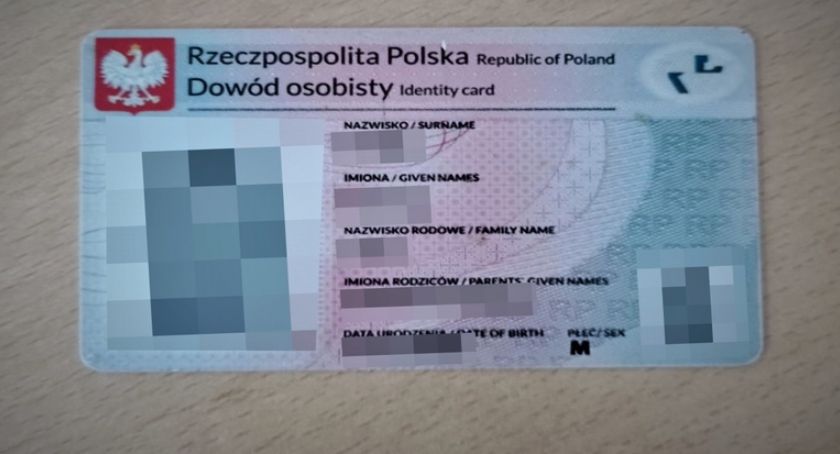 Rzeczpospolita Polska Republic of Poland
Dowód osobisty Identity card
NAZWISKO / SURNAME
IMIONA / GIVEN NAMES
NAZWISKO RODOWE / FAMILY NAME
IMIONA RODZICÓW / PARENTS' GIVEN NAMES
DATA URODZENIA / DATE OF BIRTH PŁEĆ / SEX
M